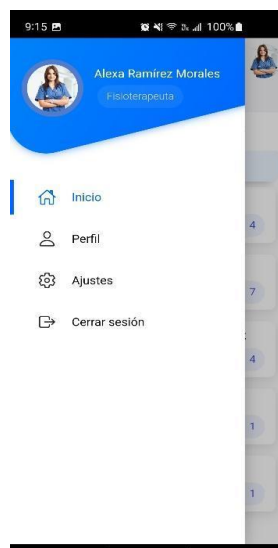 9:15
100%
Alexa Ramírez Morales
Fisioterapeuta
Inicio
Perfil
Ajustes
Cerrar sesión
4
7
4
1
1